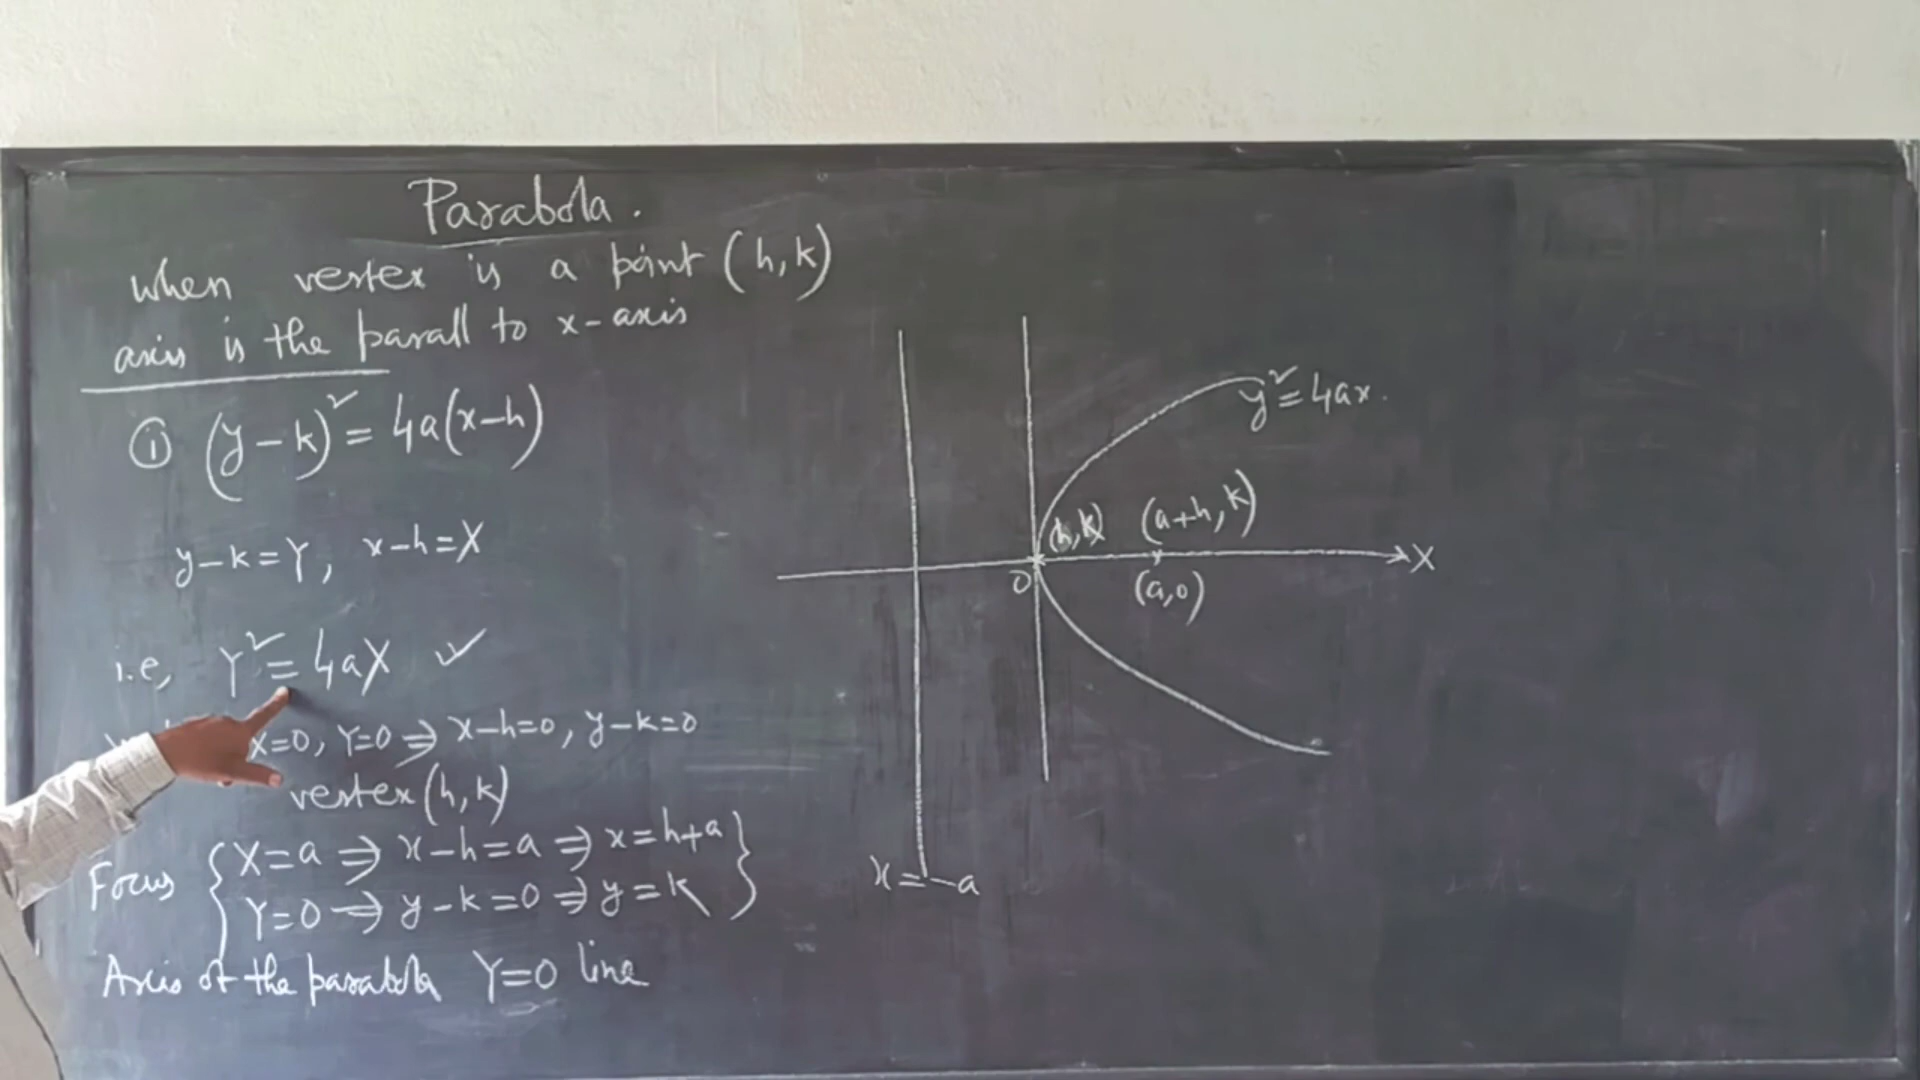 Parabola.
when vertex is a point (h, k)
axis is the parall to x-axis
① (y-k)² = 4a(x-h)
y-k=Y, x-h=X
i.e, Y² = 4aX ✓
X=0, Y=0 ⇒ x-h=0, y-k=0
vertex (h, k)
Focus { X=a ⇒ x-h=a ⇒ x=h+a
Y=0 → y-k=0 ⇒ y=k }
Axis of the parabola Y=0 line
y²=4ax.
(h,k) (a+h, k)
O (a,0) X
x=-a